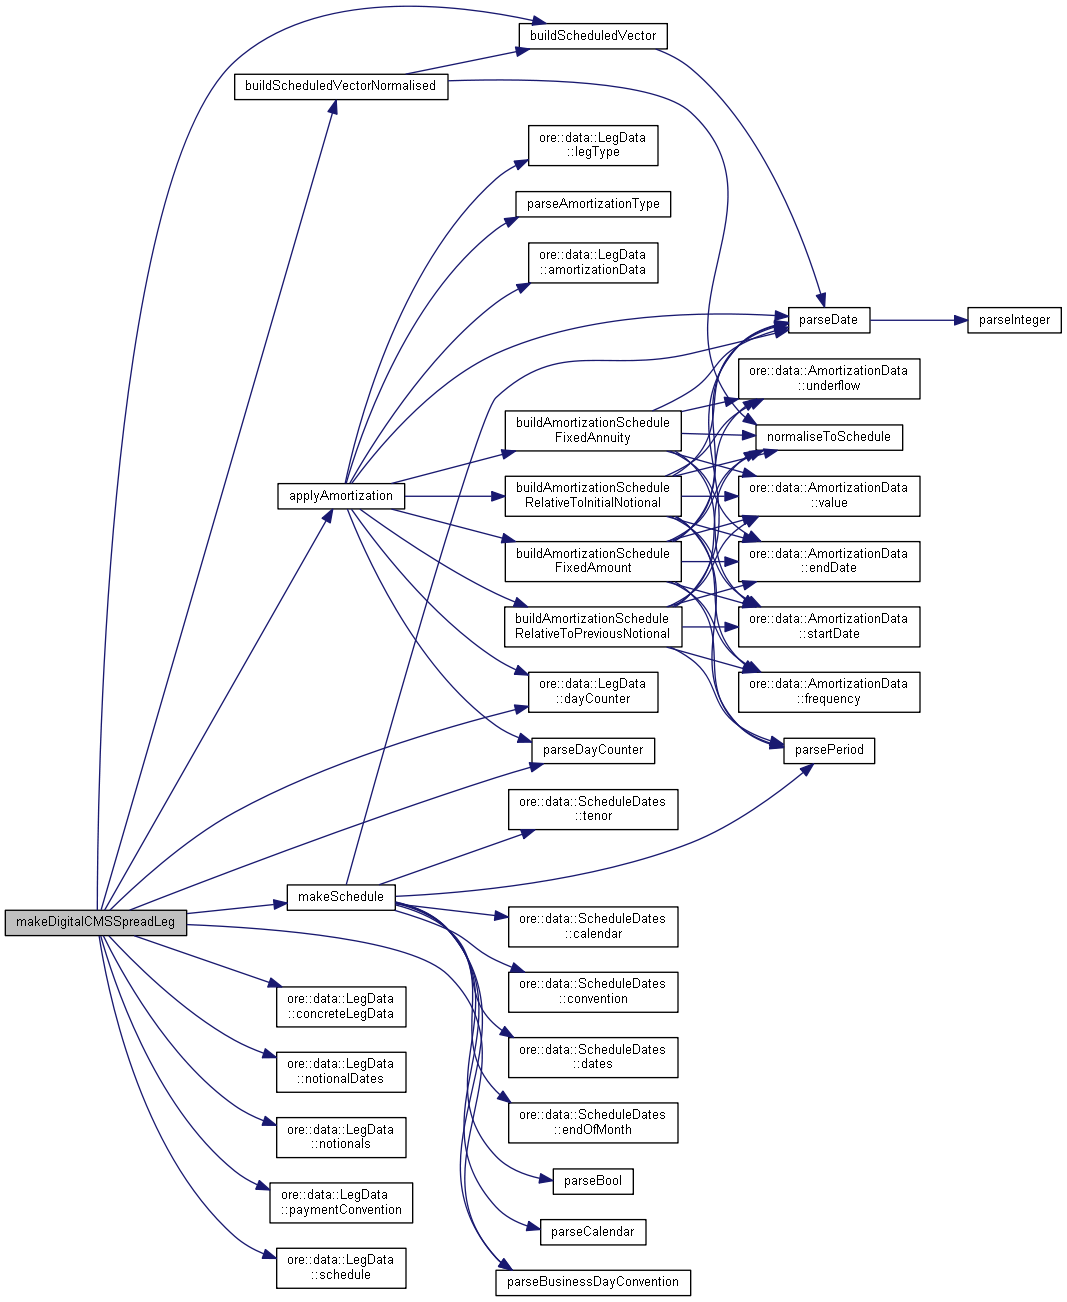 buildScheduledVector
buildScheduledVectorNormalised
ore::data::LegData
::legType
parseAmortizationType
ore::data::LegData
::amortizationData
parseDate
parseInteger
ore::data::AmortizationData
::underflow
buildAmortizationSchedule
FixedAnnuity
normaliseToSchedule
applyAmortization
buildAmortizationSchedule
RelativeToInitialNotional
ore::data::AmortizationData
::value
buildAmortizationSchedule
FixedAmount
ore::data::AmortizationData
::endDate
buildAmortizationSchedule
RelativeToPreviousNotional
ore::data::AmortizationData
::startDate
ore::data::LegData
::dayCounter
ore::data::AmortizationData
::frequency
parseDayCounter
parsePeriod
ore::data::ScheduleDates
::tenor
makeSchedule
makeDigitalCMSSpreadLeg
ore::data::ScheduleDates
::calendar
ore::data::LegData
::concreteLegData
ore::data::ScheduleDates
::convention
ore::data::LegData
::notionalDates
ore::data::ScheduleDates
::dates
ore::data::LegData
::notionals
ore::data::ScheduleDates
::endOfMonth
ore::data::LegData
::paymentConvention
parseBool
parseCalendar
ore::data::LegData
::schedule
parseBusinessDayConvention